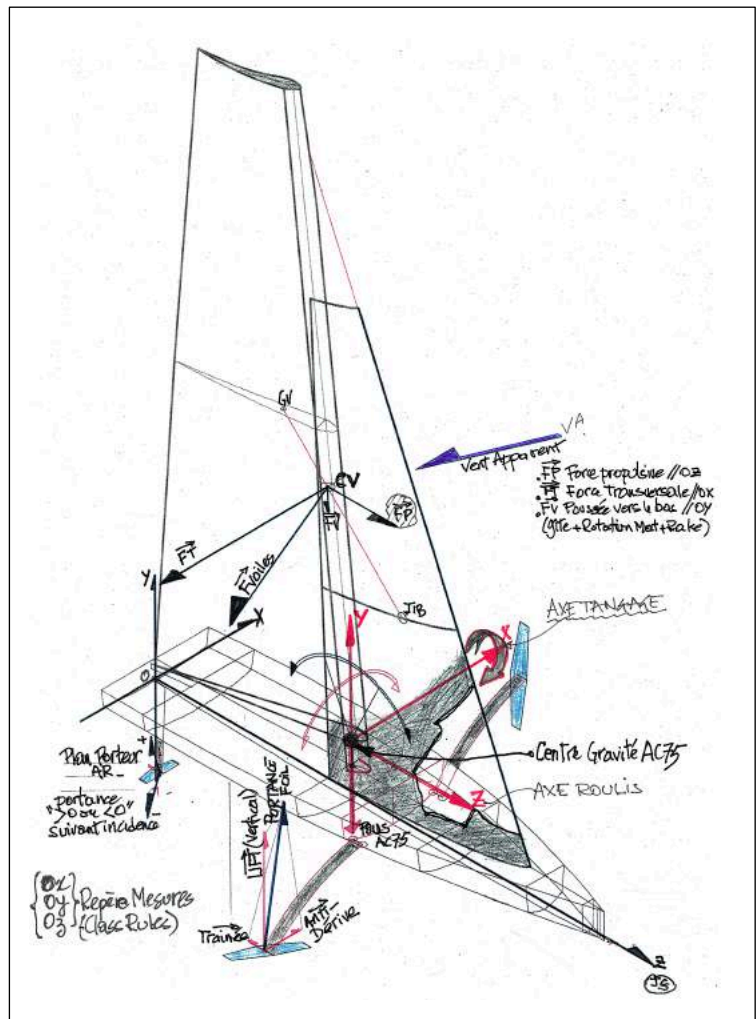 GV
VA
Vent Apparent
CV
FP
FV
.FP Force propulsive //OZ
.FT Force Transversale //OX
.FV Poussée vers le bas //OY
(gîte+Rotation Mat+Rake)
FT
Fvoiles
JIB
AXE TANGAGE
Y
X
Y
X
O
Centre Gravité AC75
Z
AXE ROULIS
+
Plan Porteur
AR
portance
">0 ou <0"
suivant incidence
-
LIFT(Vertical)
PORTANCE
FOIL
Poids
AC75
OX
OY
OZ
Repère Mesures
(Class Rules)
Trainée
Anti-
Dérive
Z